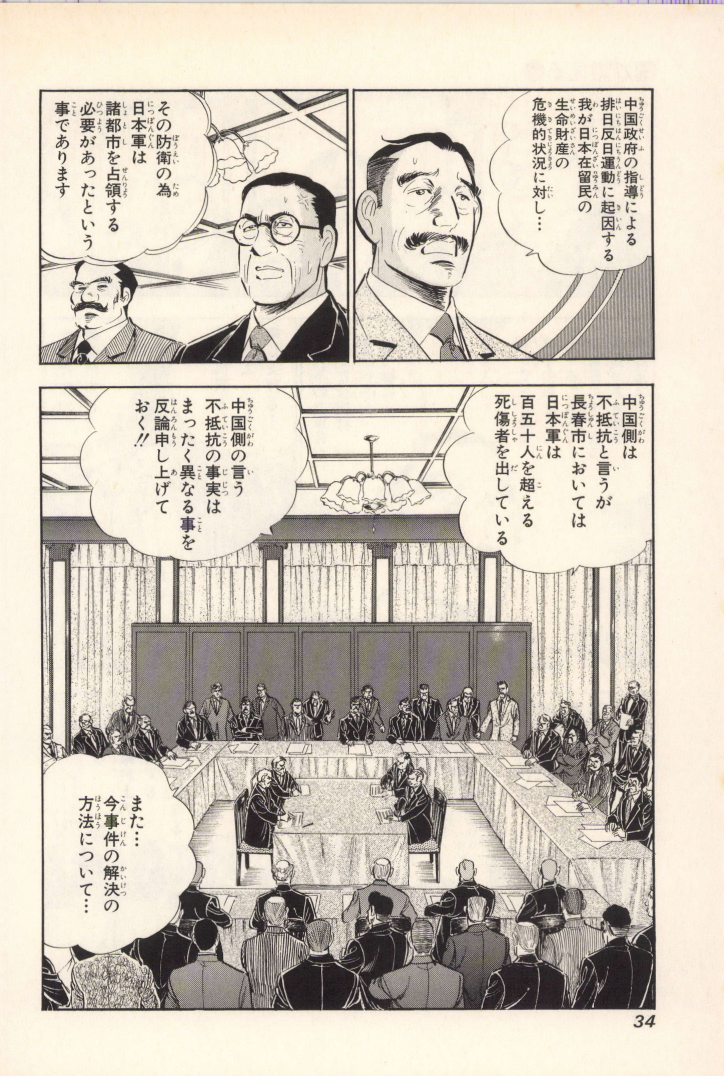 中国政府の指導による
排日反日運動に起因する
我が日本在留民の
生命財産の
危機的状況に対し…
その防衛の為
日本軍は
諸都市を占領する
必要があったという
事であります
中国側は
不抵抗と言うが
長春市においては
日本軍は
百五十人を超える
死傷者を出している
中国側の言う
不抵抗の事実は
まったく異なる事を
反論申し上げて
おく!!
また…
今事件の解決の
方法について…
34